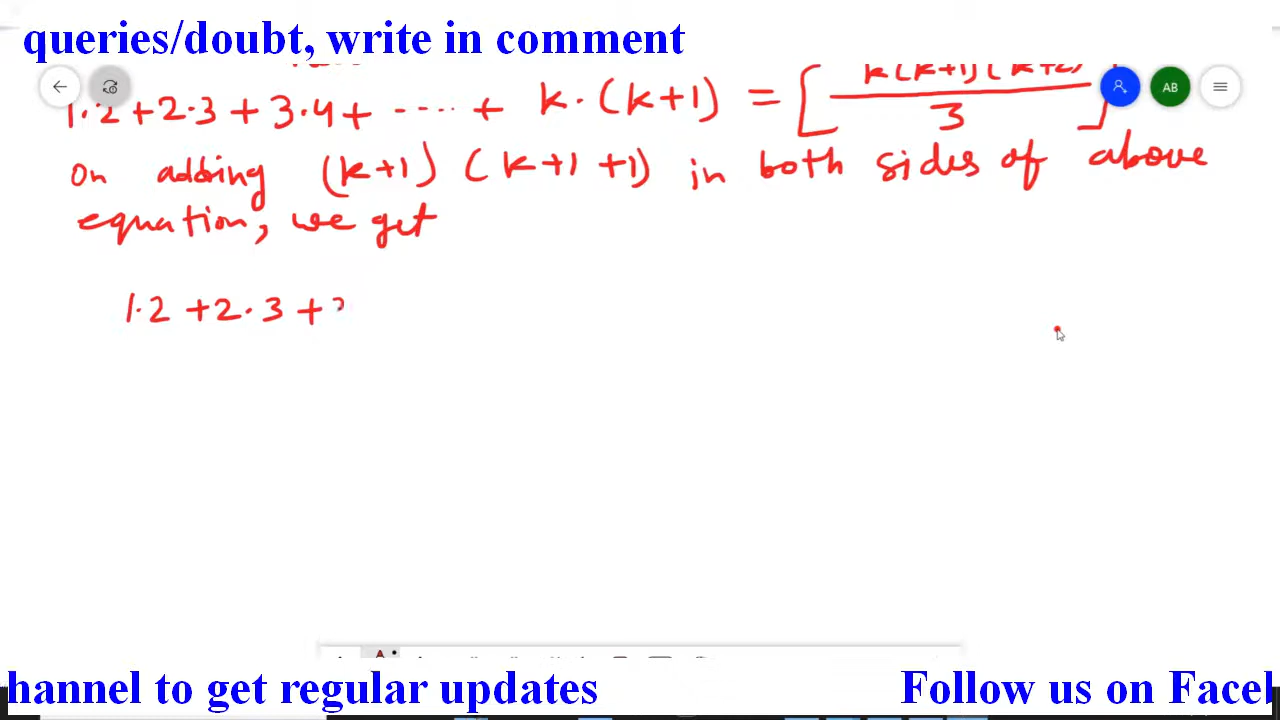 queries/doubt, write in comment
1·2+2·3+3·4+-----+ k·(k+1) = [k(k+1)(k+2)/3]
AB
On adding (k+1) (k+1+1) in both sides of above
equation, we get
1·2+2·3+
hannel to get regular updates
Follow us on Facel